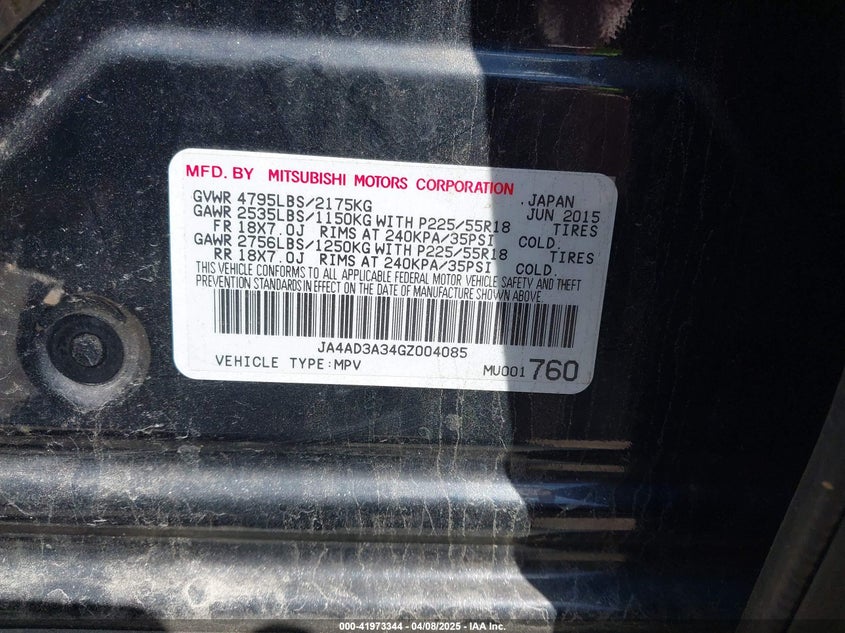 MFD. BY MITSUBISHI MOTORS CORPORATION
GVWR 4795LBS/2175KG .JAPAN
GAWR 2535LBS/1150KG WITH P225/55R18 JUN 2015
FR 18X7.0J RIMS AT 240KPA/35PSI TIRES
COLD.
GAWR 2756LBS/1250KG WITH P225/55R18 TIRES
RR 18X7.0J RIMS AT 240KPA/35PSI COLD.
THIS VEHICLE CONFORMS TO ALL APPLICABLE FEDERAL MOTOR VEHICLE SAFETY AND THEFT
PREVENTION STANDARDS IN EFFECT ON THE DATE OF MANUFACTURE SHOWN ABOVE.
JA4AD3A34GZ004085
VEHICLE TYPE:MPV MU001 760
000-41973344 - 04/08/2025 - IAA Inc.